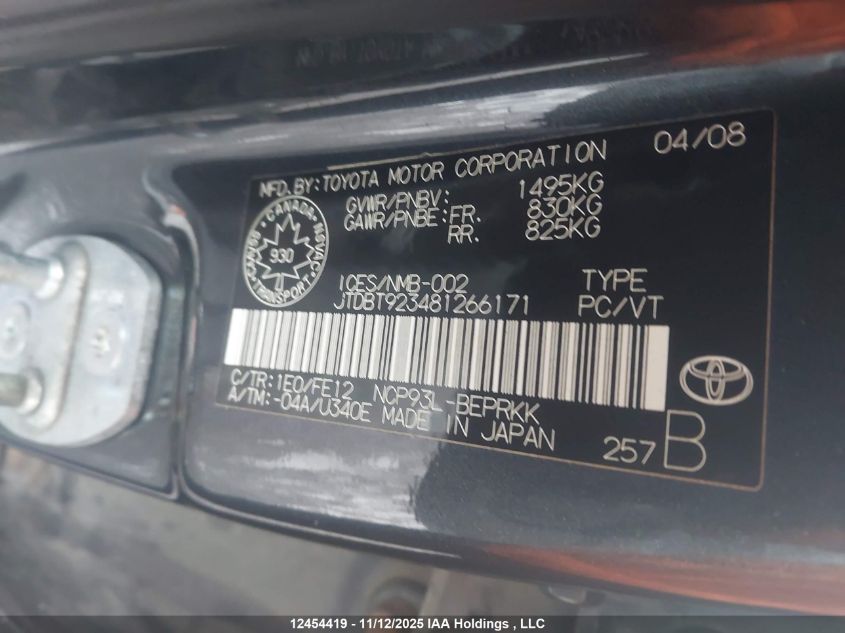 04/08
MFD.BY:TOYOTA MOTOR CORPORATION
GVWR/PNBV: 1495KG
GAWR/PNBE:FR. 830KG
RR. 825KG
CANADA
930
TRANSPORT
ICES/NMB-002 TYPE
JTDBT923481266171 PC/VT
C/TR:1E0/FE12 NCP93L-BEPRKK
A/TM:-04A/U340E MADE IN JAPAN
257 B
12454419 - 11/12/2025 IAA Holdings , LLC